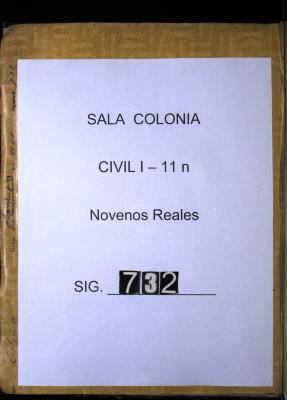 SALA COLONIA
CIVIL I – 11 n
Novenos Reales
SIG. 732